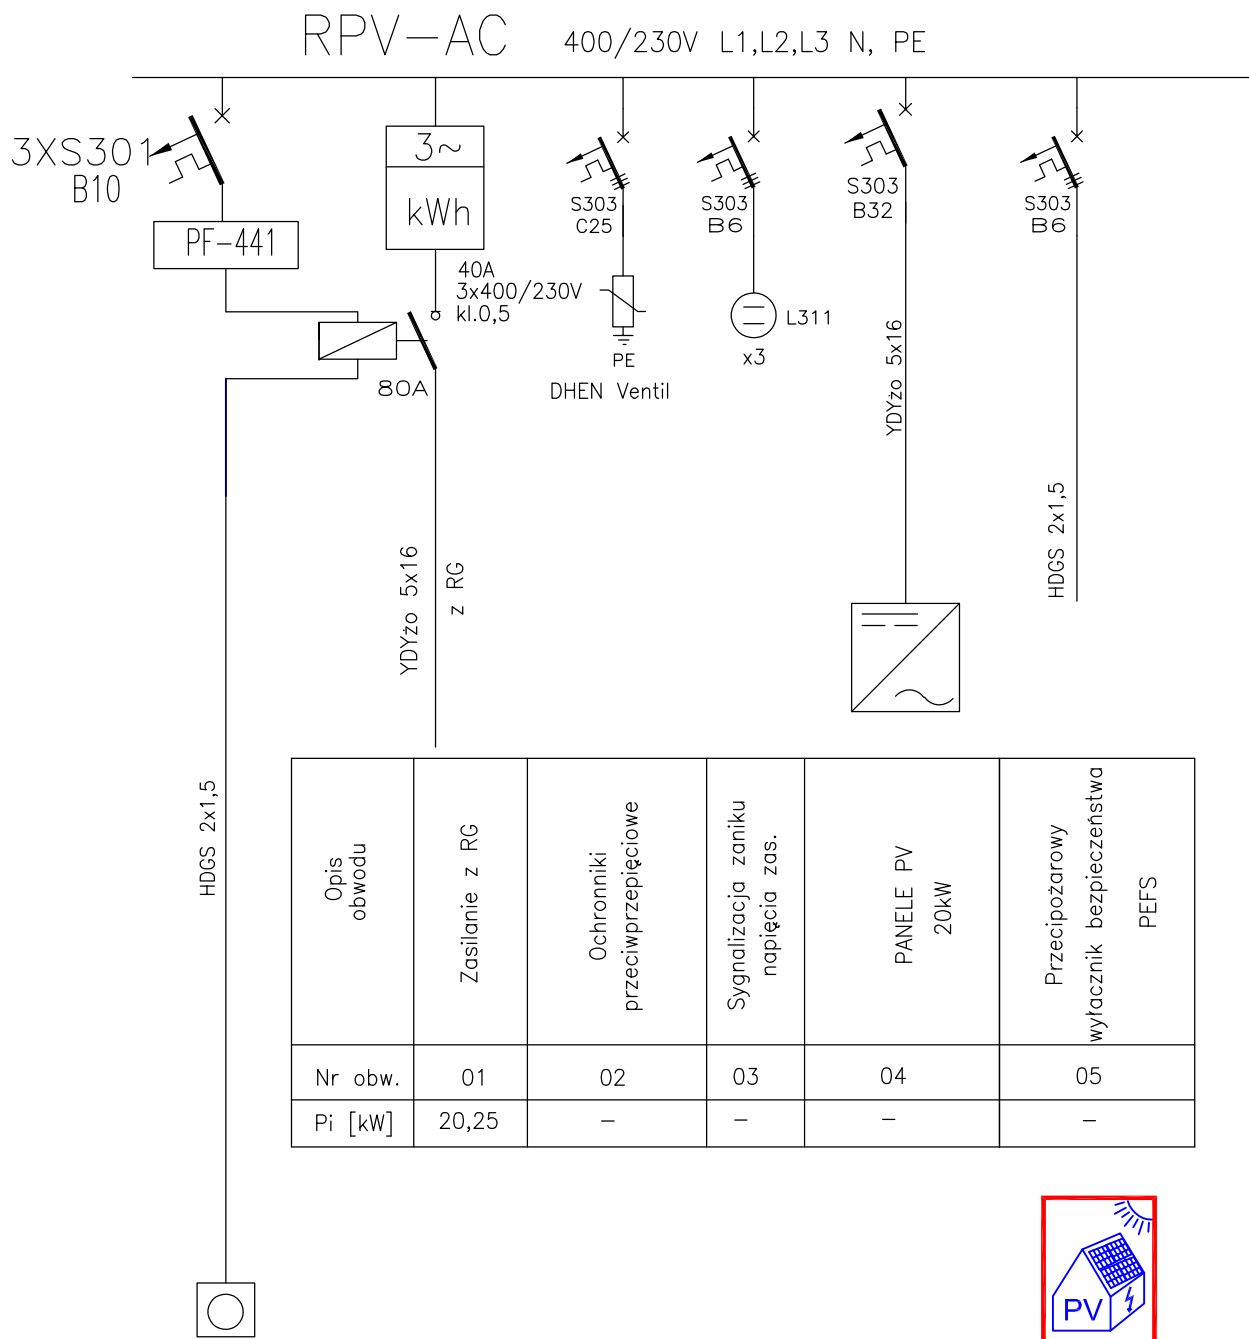 RPV-AC 400/230V L1,L2,L3 N, PE
3XS301
B10
PF-441
3~
kWh
40A
3x400/230V
kl.0,5
80A
S303
C25
PE
DHEN Ventil
S303
B6
L311
x3
S303
B32
YDYżo 5x16
S303
B6
HDGS 2x1,5
YDYżo 5x16
z RG
HDGS 2x1,5
Opis
obwodu
Zasilanie z RG
Ochronniki
przeciwprzepięciowe
Sygnalizacja zaniku
napięcia zas.
PANELE PV
20kW
Przecipożarowy
wyłacznik bezpieczeństwa
PEFS
Nr obw. 01 02 03 04 05
Pi [kW] 20,25 - - - -
PV